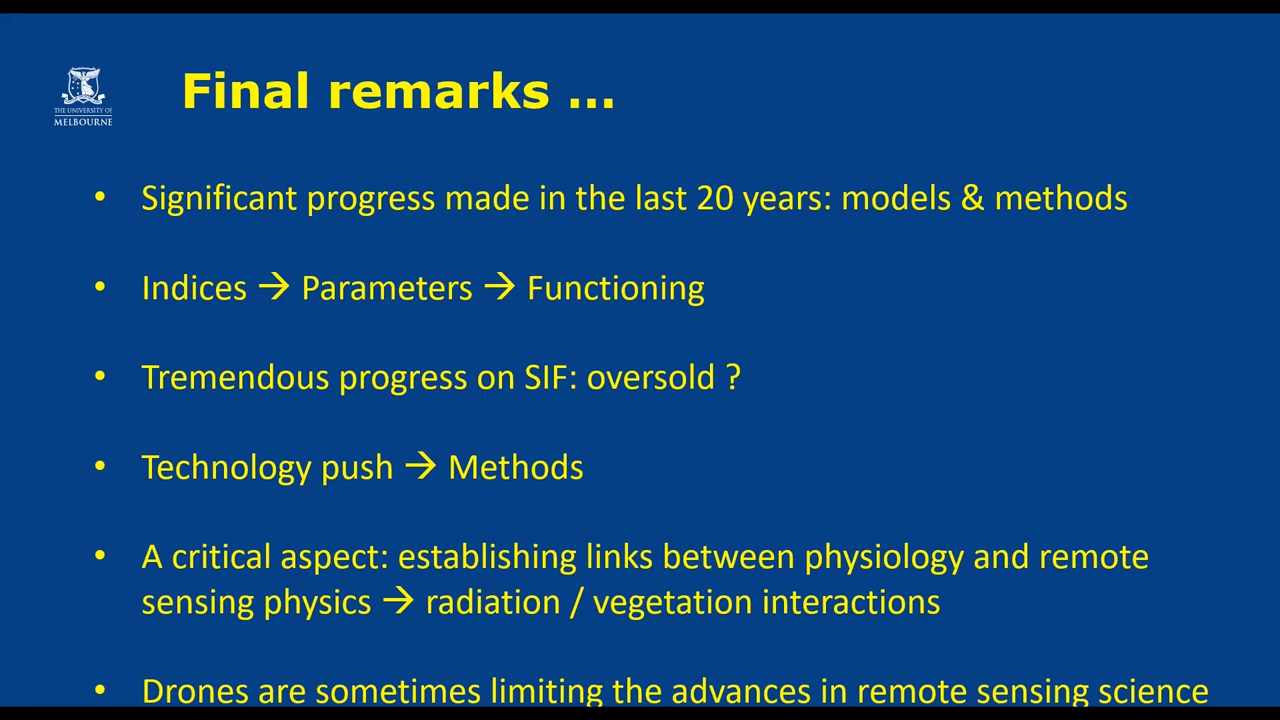 THE UNIVERSITY OF
MELBOURNE
Final remarks ...
• Significant progress made in the last 20 years: models & methods
• Indices → Parameters → Functioning
• Tremendous progress on SIF: oversold ?
• Technology push → Methods
• A critical aspect: establishing links between physiology and remote
sensing physics → radiation / vegetation interactions
• Drones are sometimes limiting the advances in remote sensing science